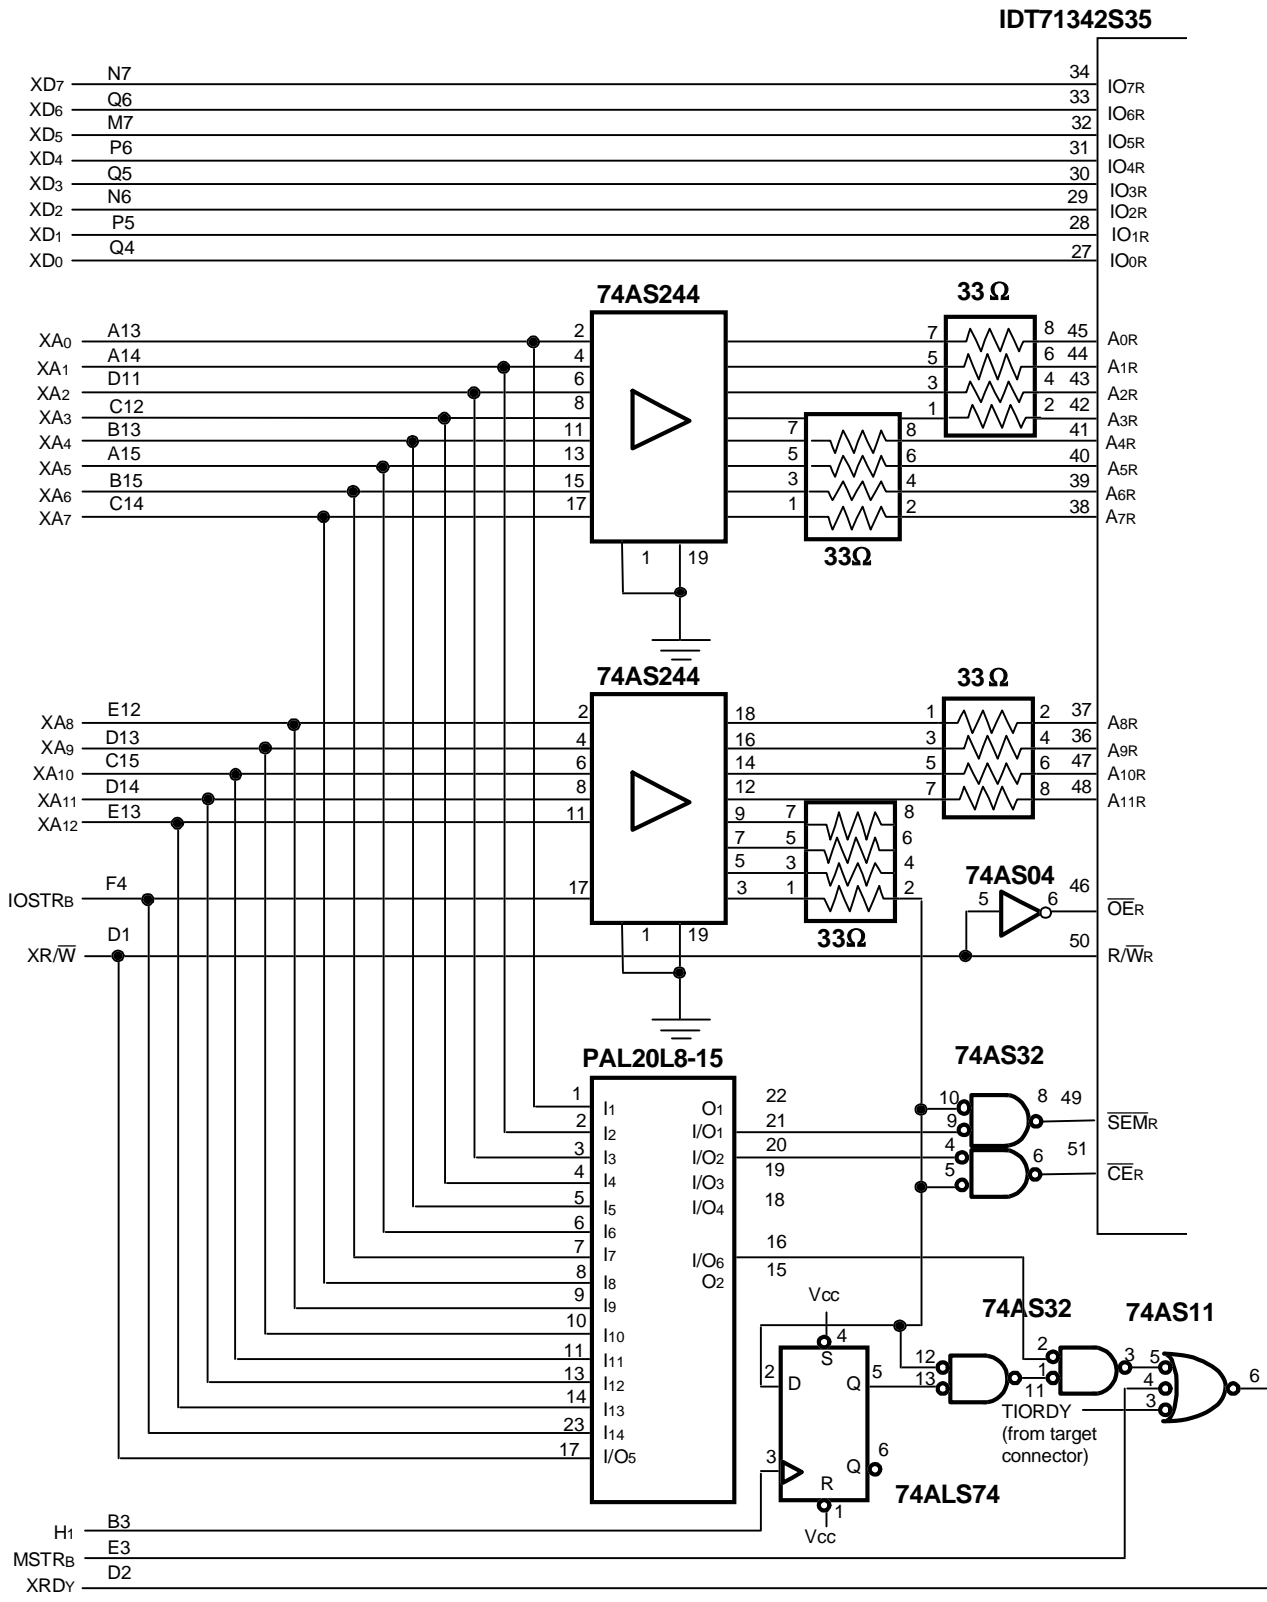 IDT71342S35
XD7 N7 34 IO7R
XD6 Q6 33 IO6R
XD5 M7 32 IO5R
XD4 P6 31 IO4R
XD3 Q5 30 IO3R
XD2 N6 29 IO2R
XD1 P5 28 IO1R
XD0 Q4 27 IO0R
74AS244 33 Ω
XA0 A13 2 7 8 45 A0R
XA1 A14 4 5 6 44 A1R
XA2 D11 6 3 4 43 A2R
XA3 C12 8 1 2 42 A3R
XA4 B13 11 7 8 41 A4R
XA5 A15 13 5 6 40 A5R
XA6 B15 15 3 4 39 A6R
XA7 C14 17 1 2 38 A7R
1 19 33Ω
74AS244 33 Ω
XA8 E12 2 18 1 2 37 A8R
XA9 D13 4 16 3 4 36 A9R
XA10 C15 6 14 5 6 47 A10R
XA11 D14 8 12 7 8 48 A11R
XA12 E13 11 9 7 8
7 5 6
5 3 4
74AS04
IOSTRB F4 17 3 1 2 5 6 46 OER
1 19 33Ω
XR/W D1 50 R/WR
PAL20L8-15 74AS32
1 I1 O1 22 10 8 49 SEMR
2 I2 I/O1 21 9
3 I3 I/O2 20 4 6 51 CER
4 I4 I/O3 19 5
5 I5 I/O4 18
6 I6
7 I7 I/O6 16
8 I8 O2 15
9 I9 Vcc 74AS32 74AS11
10 I10 4 S
11 I11 12 2 3 5 6
13 I12 2 D Q 5 13 11 1 4
14 I13 TIORDY 3
23 I14 (from target
17 I/O5 3 Q 6 connector)
R 74ALS74
1
Vcc
H1 B3
MSTRB E3
XRDY D2